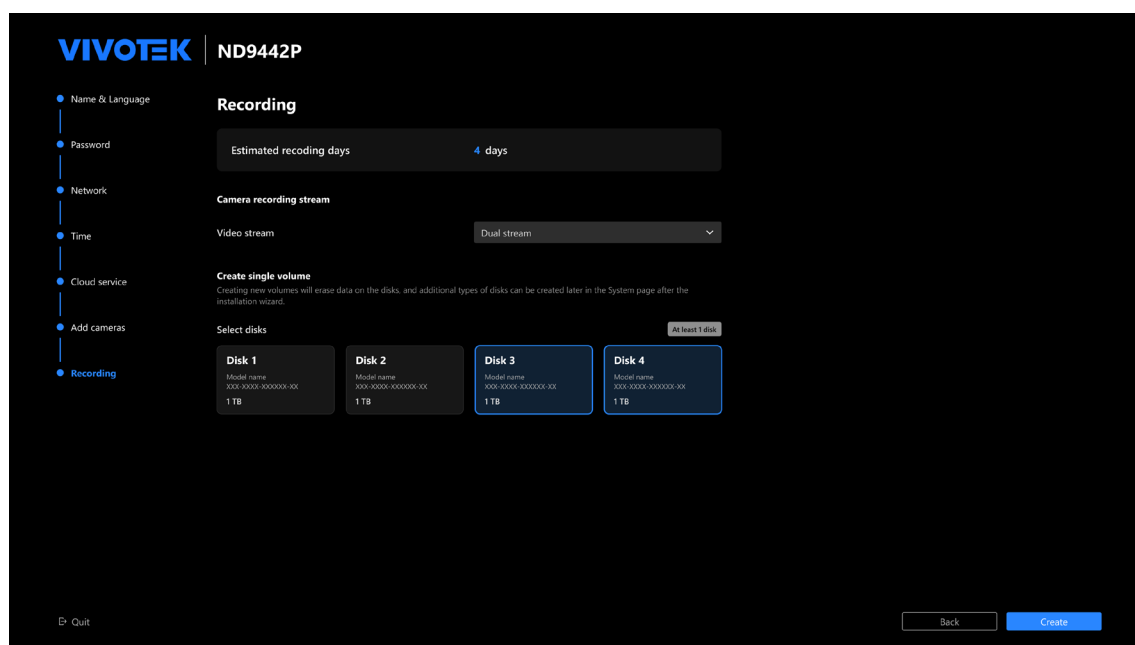 VIVOTEK ND9442P
Name & Language
Password
Network
Time
Cloud service
Add cameras
Recording
Recording
Estimated recoding days 4 days
Camera recording stream
Video stream Dual stream
Create single volume
Creating new volumes will erase data on the disks, and additional types of disks can be created later in the System page after the
installation wizard.
Select disks At least 1 disk
Disk 1
Model name
XXX-XXXX-XXXXXX-XX
1 TB
Disk 2
Model name
XXX-XXXX-XXXXXX-XX
1 TB
Disk 3
Model name
XXX-XXXX-XXXXXX-XX
1 TB
Disk 4
Model name
XXX-XXXX-XXXXXX-XX
1 TB
Quit
Back
Create